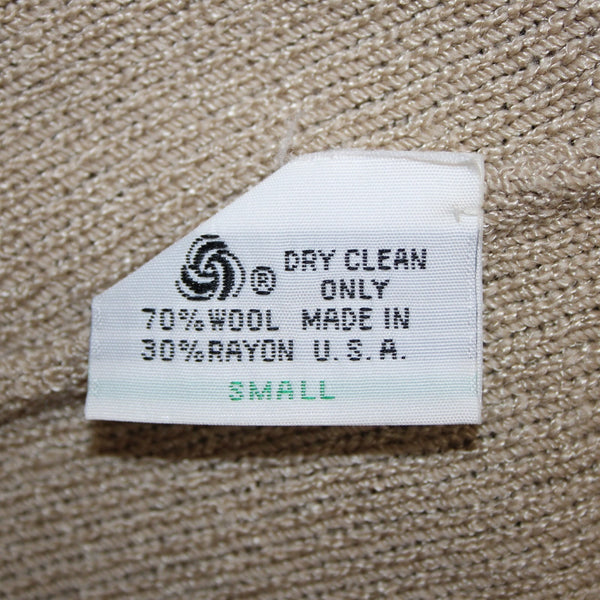 ® DRY CLEAN
ONLY
70% WOOL MADE IN
30% RAYON U.S.A.
SMALL